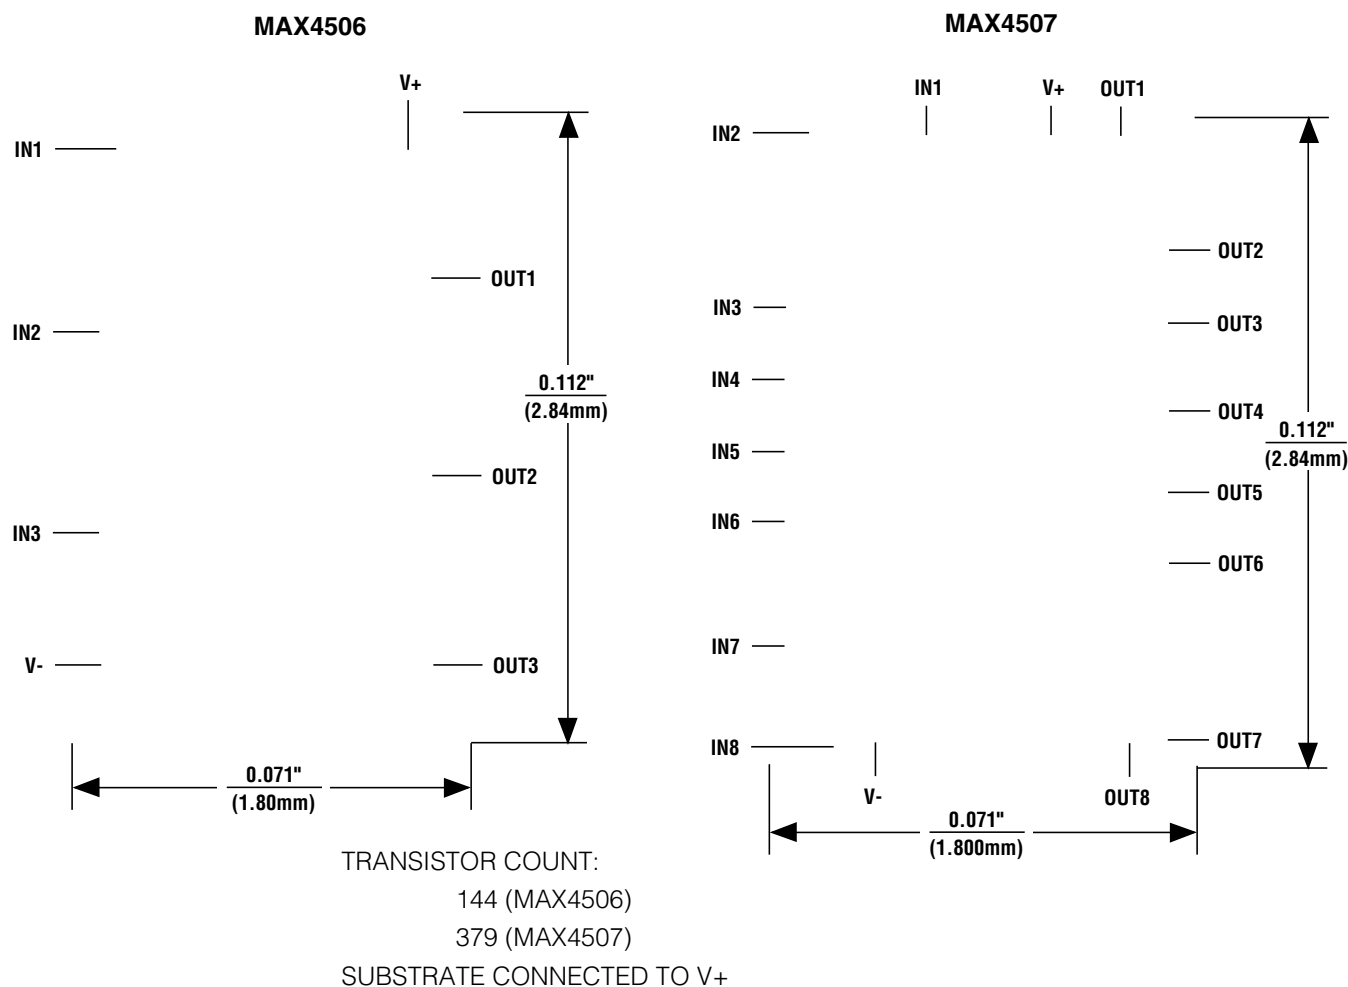 MAX4506
V+
IN1
OUT1
IN2
0.112"
(2.84mm)
OUT2
IN3
V-
OUT3
0.071"
(1.80mm)
MAX4507
IN1
V+
OUT1
IN2
OUT2
IN3
OUT3
IN4
OUT4
0.112"
(2.84mm)
IN5
OUT5
IN6
OUT6
IN7
IN8
OUT7
V-
OUT8
0.071"
(1.800mm)
TRANSISTOR COUNT:
144 (MAX4506)
379 (MAX4507)
SUBSTRATE CONNECTED TO V+